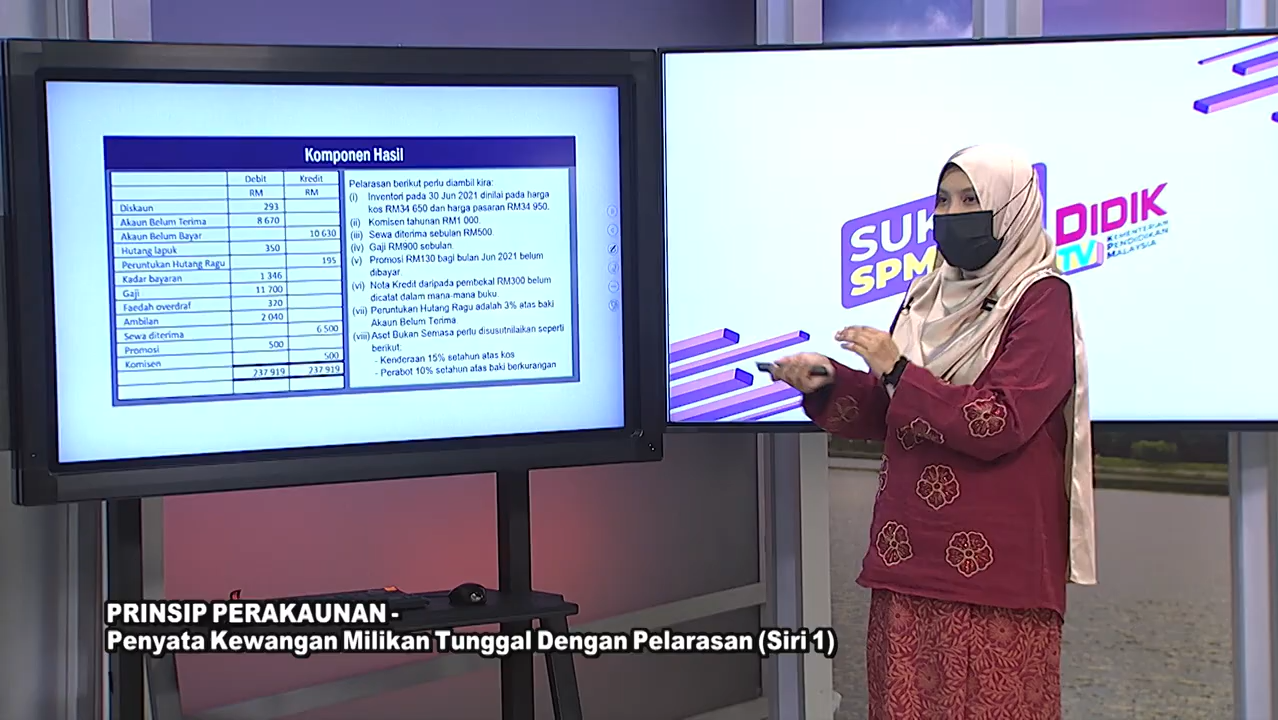 Komponen Hasil
Debit Kredit
RM RM
Diskaun 293
Akaun Belum Terima 8 670
Akaun Belum Bayar 10 630
Hutang lapuk 350
Peruntukan Hutang Ragu 195
Kadar bayaran 1 346
Gaji 11 700
Faedah overdraf 320
Ambilan 2 040
Sewa diterima 6 500
Promosi 500
Komisen 500
237 919 237 919
Pelarasan berikut perlu diambil kira:
(i) Inventori pada 30 Jun 2021 dinilai pada harga
kos RM34 650 dan harga pasaran RM34 950.
(ii) Komisen tahunan RM1 000.
(iii) Sewa diterima sebulan RM500.
(iv) Gaji RM900 sebulan.
(v) Promosi RM130 bagi bulan Jun 2021 belum
dibayar.
(vi) Nota Kredit daripada pembekal RM300 belum
dicatat dalam mana-mana buku.
(vii) Peruntukan Hutang Ragu adalah 3% atas baki
Akaun Belum Terima
(viii) Aset Bukan Semasa perlu disusutnilaikan seperti
berikut:
- Kenderaan 15% setahun atas kos
- Perabot 10% setahun atas baki berkurangan
SPM
DIDIK
TV
KEMENTERIAN
PENDIDIKAN
MALAYSIA
PRINSIP PERAKAUNAN -
Penyata Kewangan Milikan Tunggal Dengan Pelarasan (Siri 1)